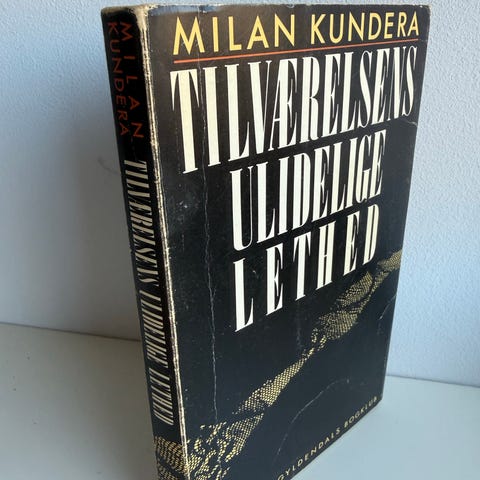 MILAN KUNDERA
TILVÆRELSENS
ULIDELIGE
LETHED
GYLDENDALS BOGKLUB
MILAN
KUNDERA
TILVÆRELSENS ULIDELIGE LETHED